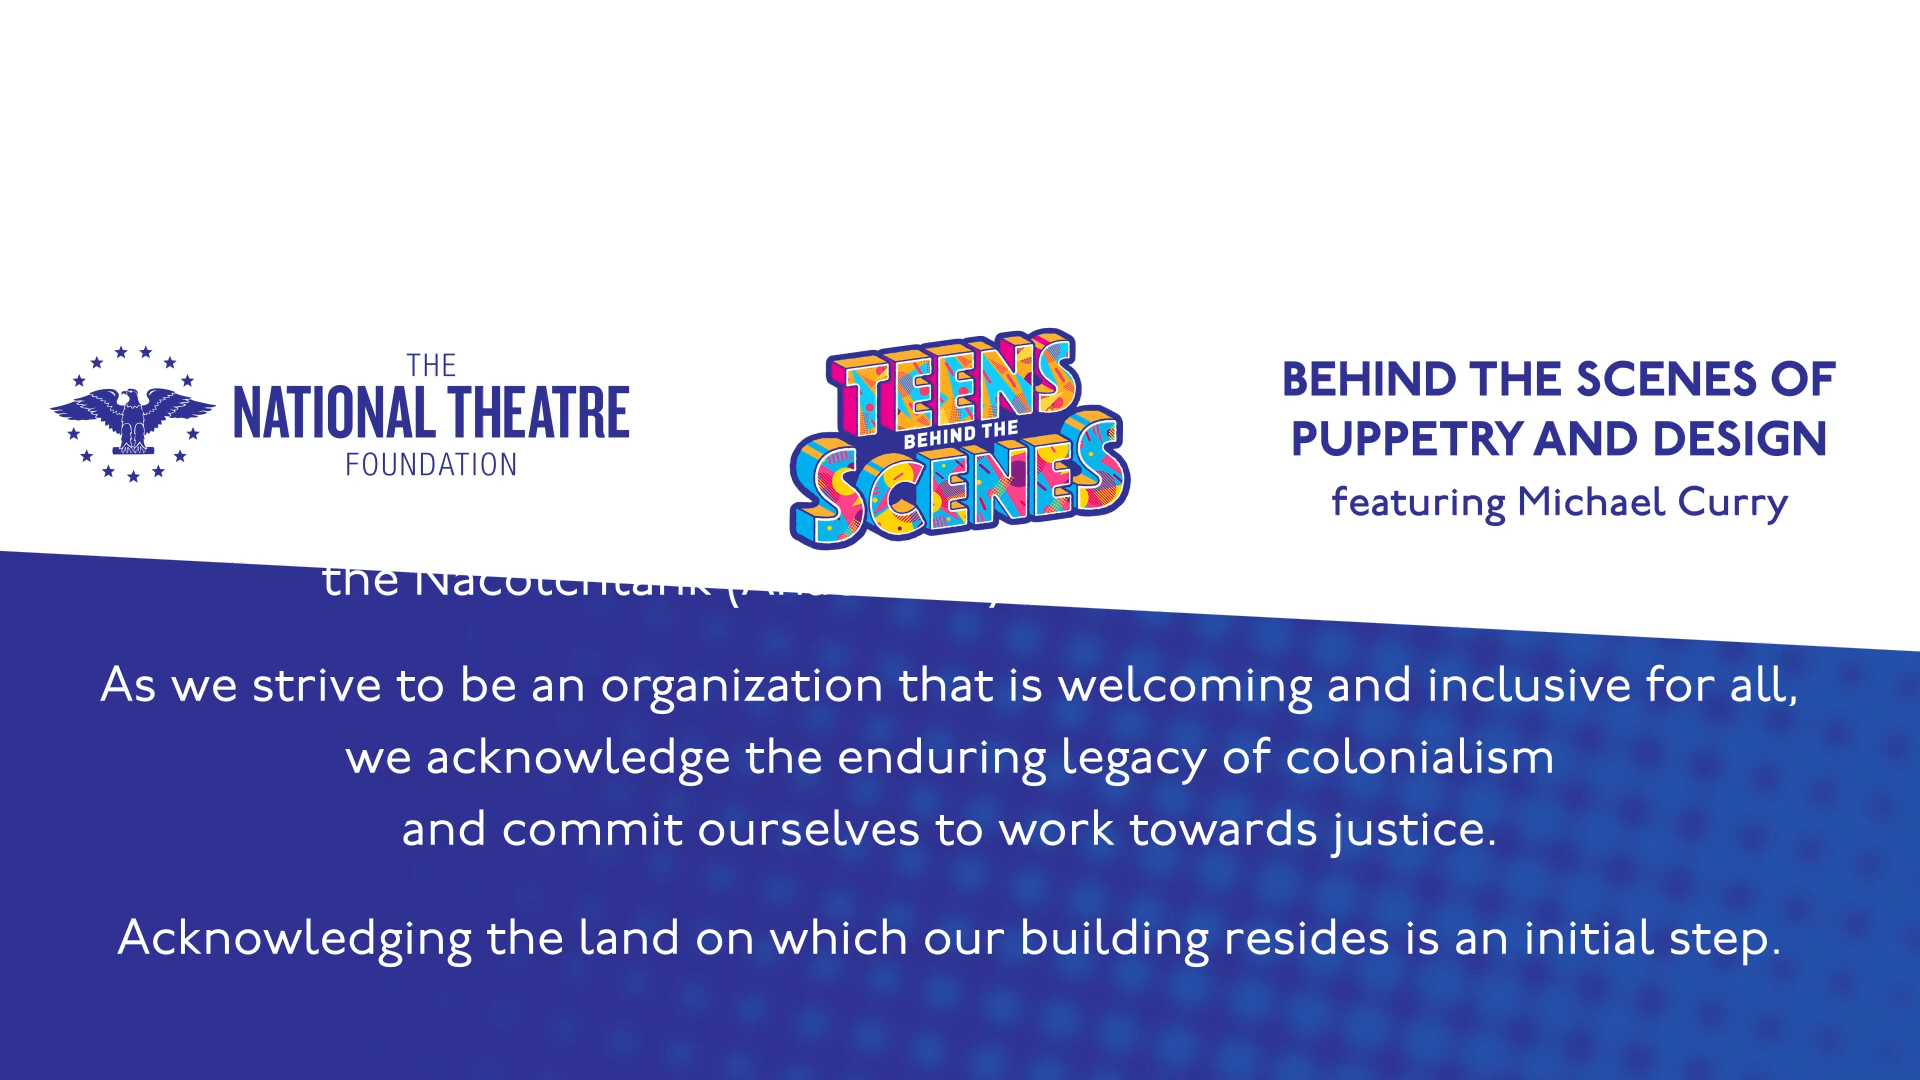 THE
NATIONAL THEATRE
FOUNDATION
TEENS
BEHIND THE
SCENES
BEHIND THE SCENES OF
PUPPETRY AND DESIGN
featuring Michael Curry
the Nacotchtank
As we strive to be an organization that is welcoming and inclusive for all,
we acknowledge the enduring legacy of colonialism
and commit ourselves to work towards justice.
Acknowledging the land on which our building resides is an initial step.